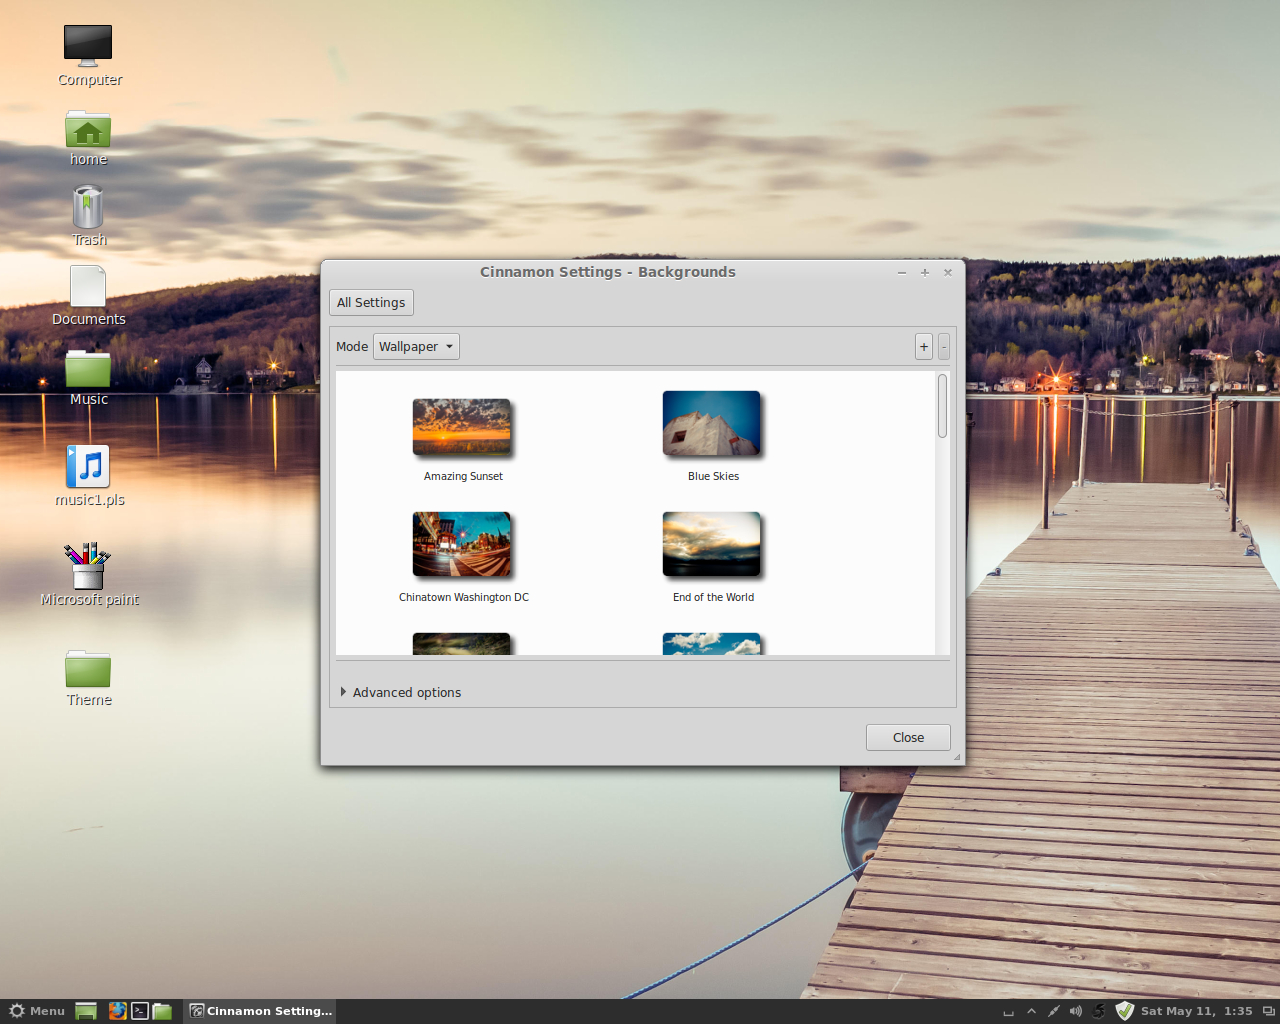 Computer
home
Trash
Documents
Music
music1.pls
Microsoft paint
Theme
Cinnamon Settings - Backgrounds
All Settings
Mode Wallpaper + -
Amazing Sunset Blue Skies
Chinatown Washington DC End of the World
Advanced options
Close
Menu Cinnamon Setting... Sat May 11, 1:35